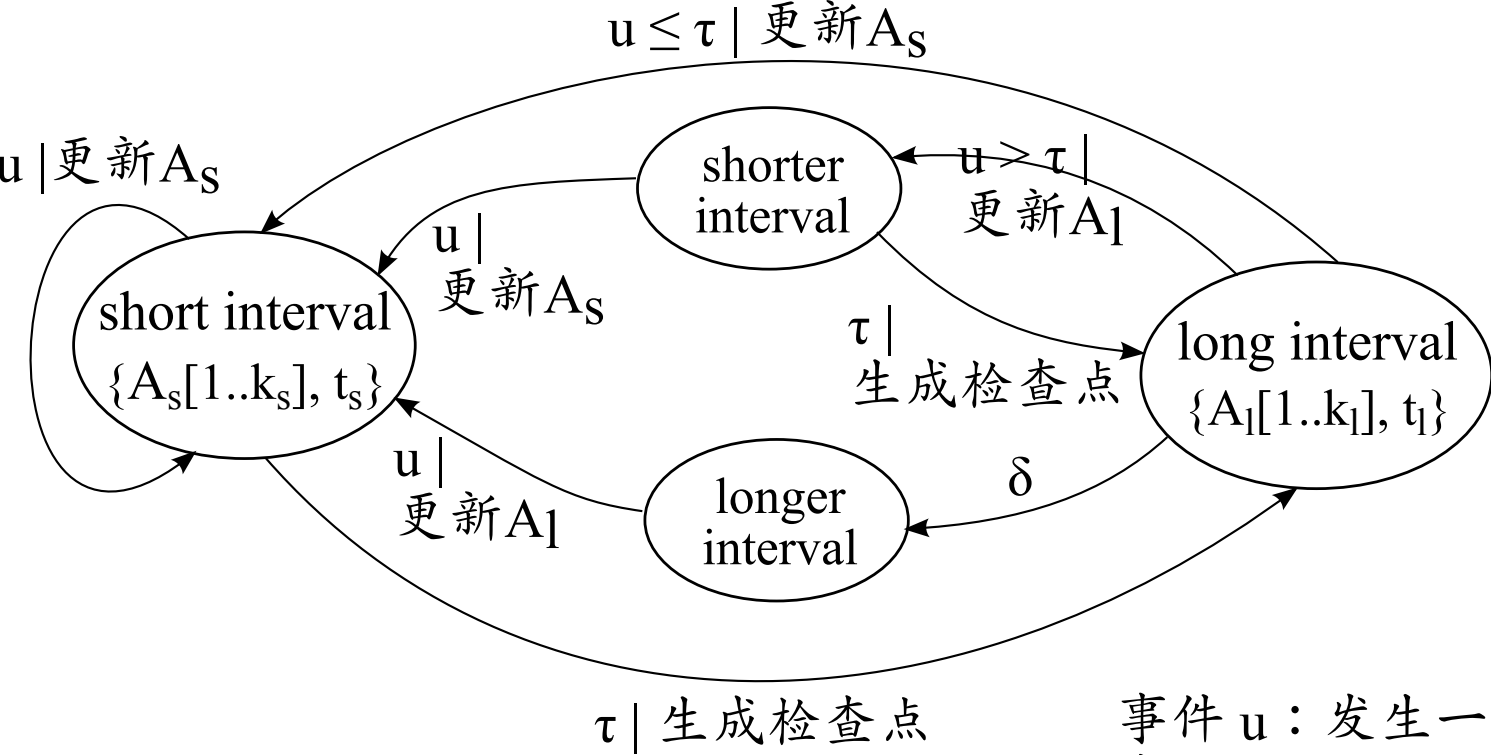 u ≤ τ | 更新As
u |更新As
shorter
interval
u > τ |
更新Al
u |
更新As
short interval
{As[1..ks], ts}
τ |
生成检查点
long interval
{Al[1..kl], tl}
u |
更新Al
longer
interval
δ
τ | 生成检查点
事件 u：发生一